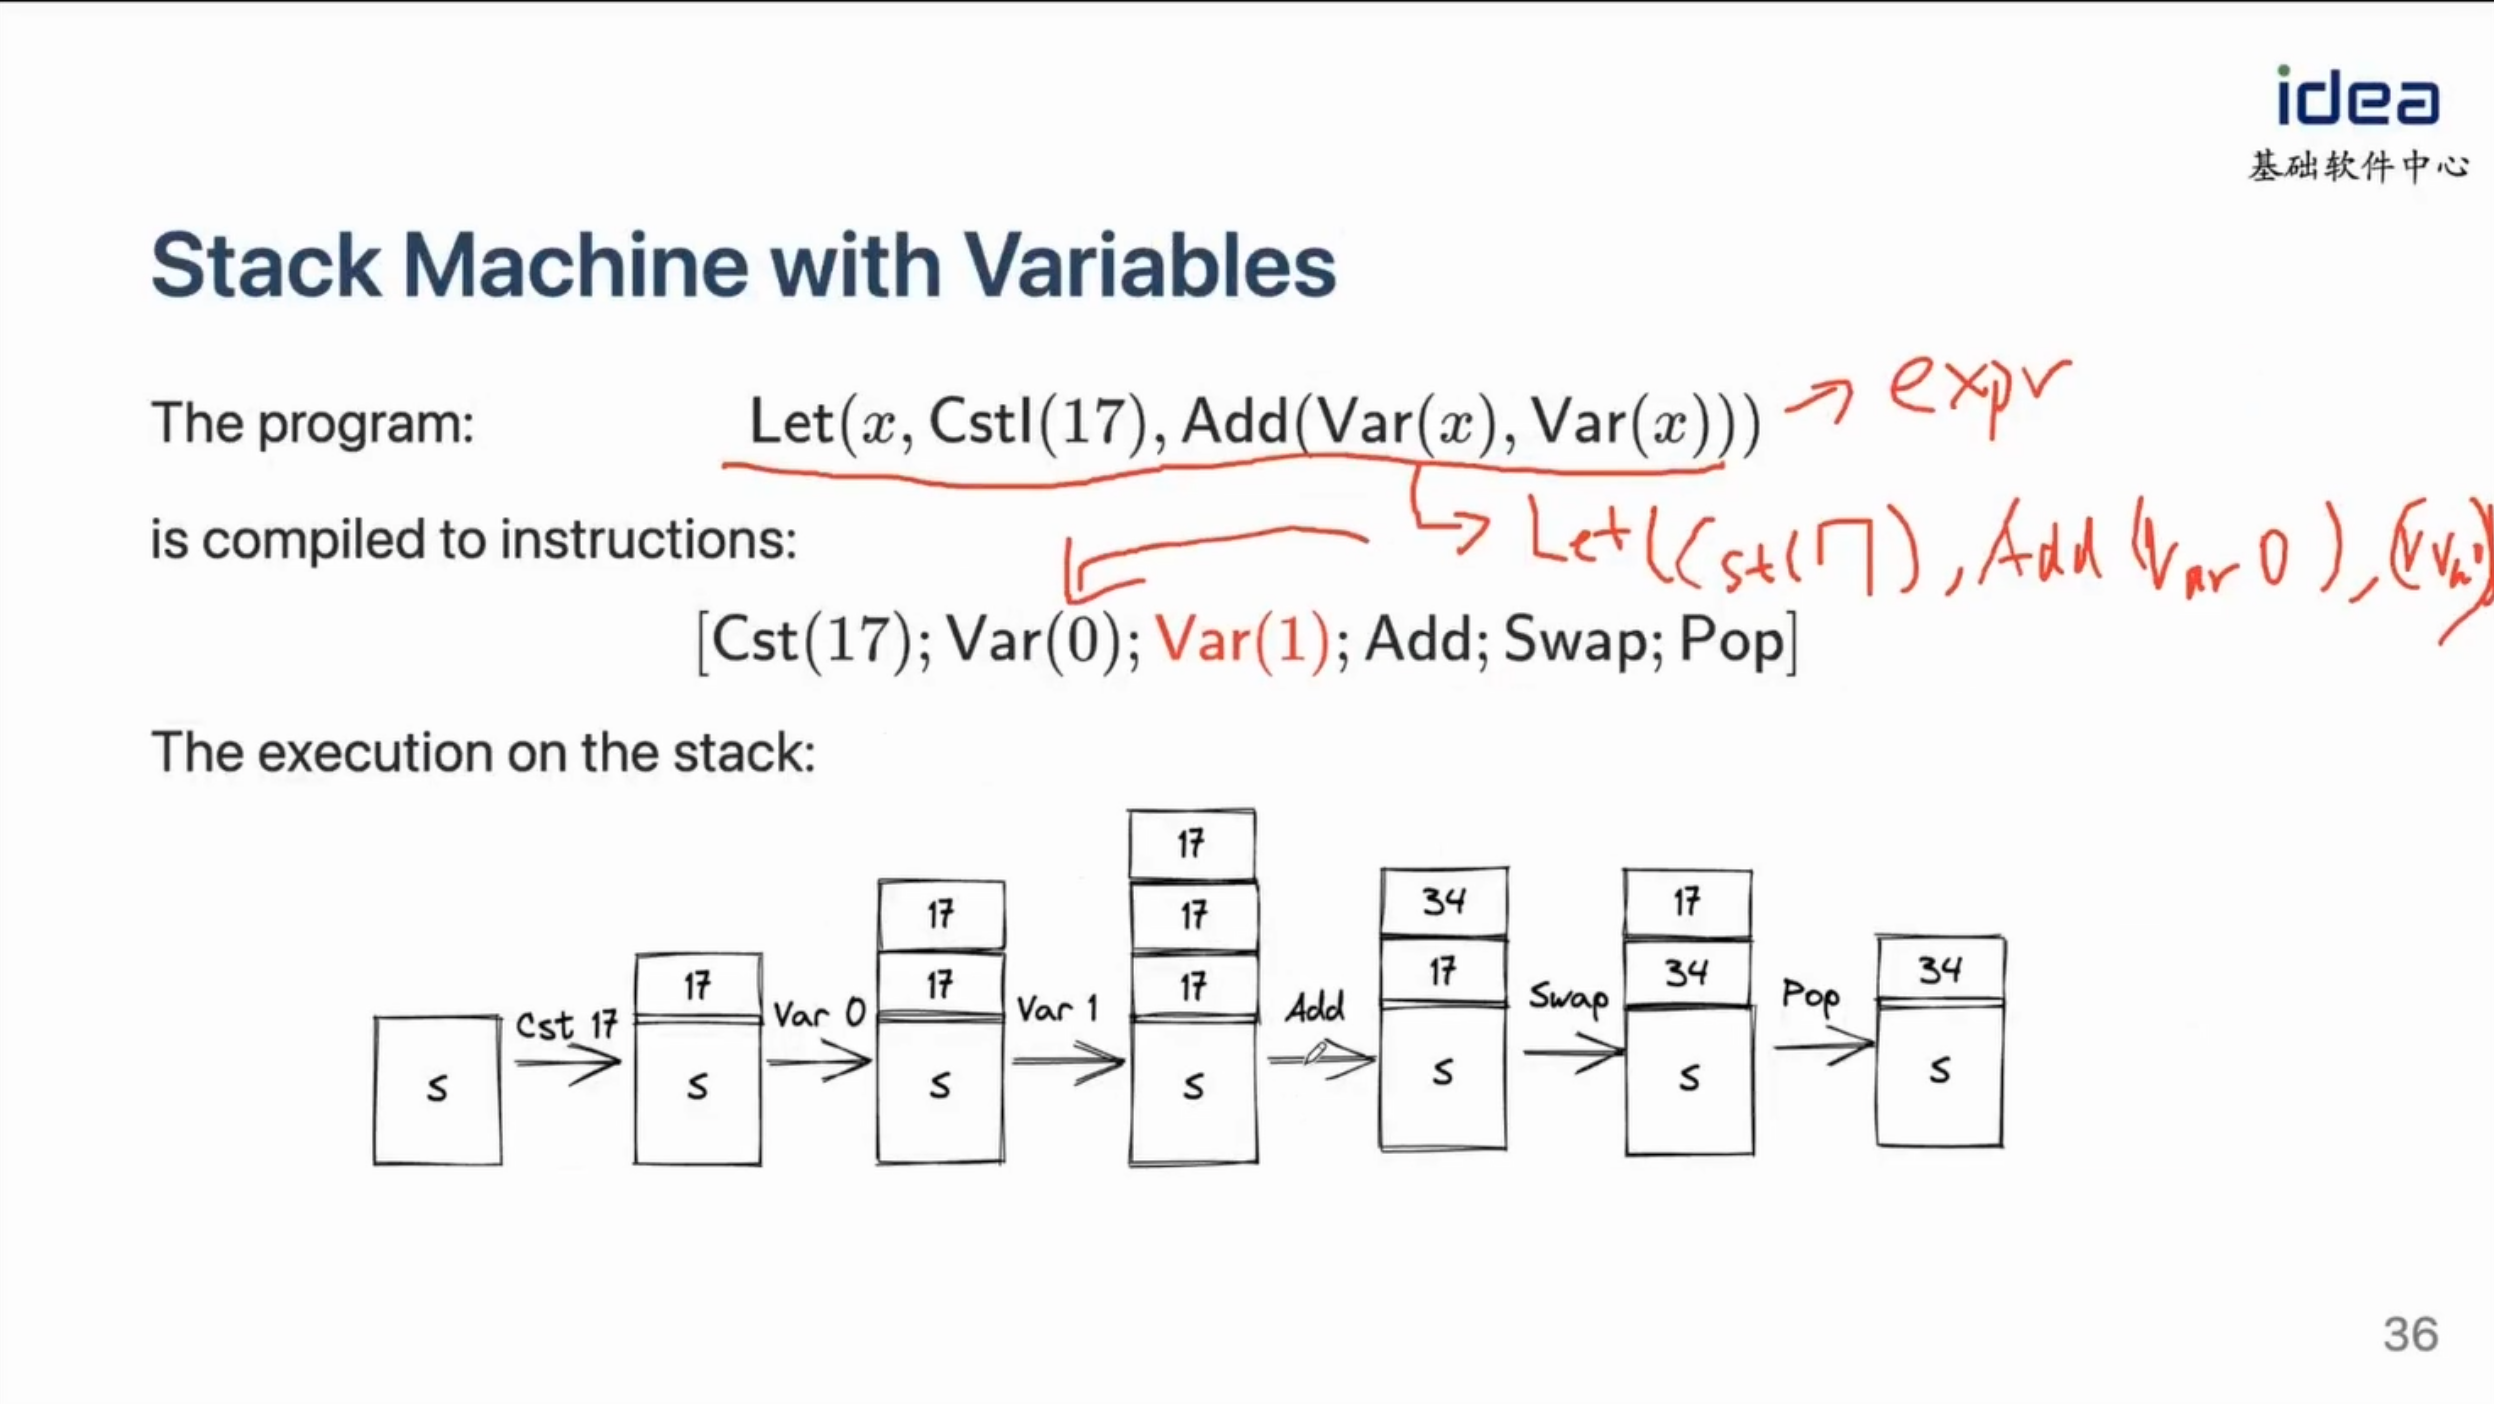 idea
基础软件中心
Stack Machine with Variables
The program: Let(x, CstI(17), Add(Var(x), Var(x))) → expr
is compiled to instructions: Let(Cst(17), Add(Var 0),
[Cst(17); Var(0); Var(1); Add; Swap; Pop]
The execution on the stack:
17
17 17 34 17
17 17 17 17 34 34
Cst 17 Var 0 Var 1 Add Swap Pop
s s s s s s s
36